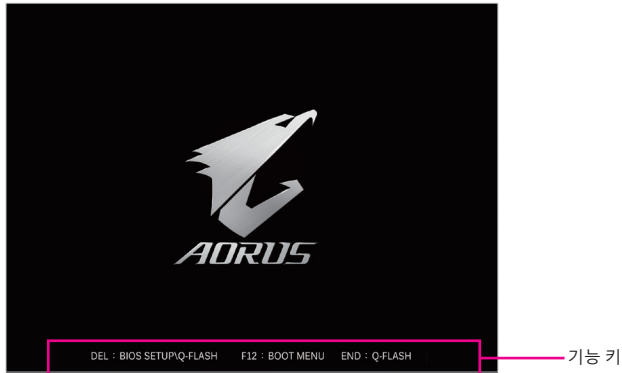 AORUS
DEL : BIOS SETUP\Q-FLASH F12 : BOOT MENU END : Q-FLASH
기능 키